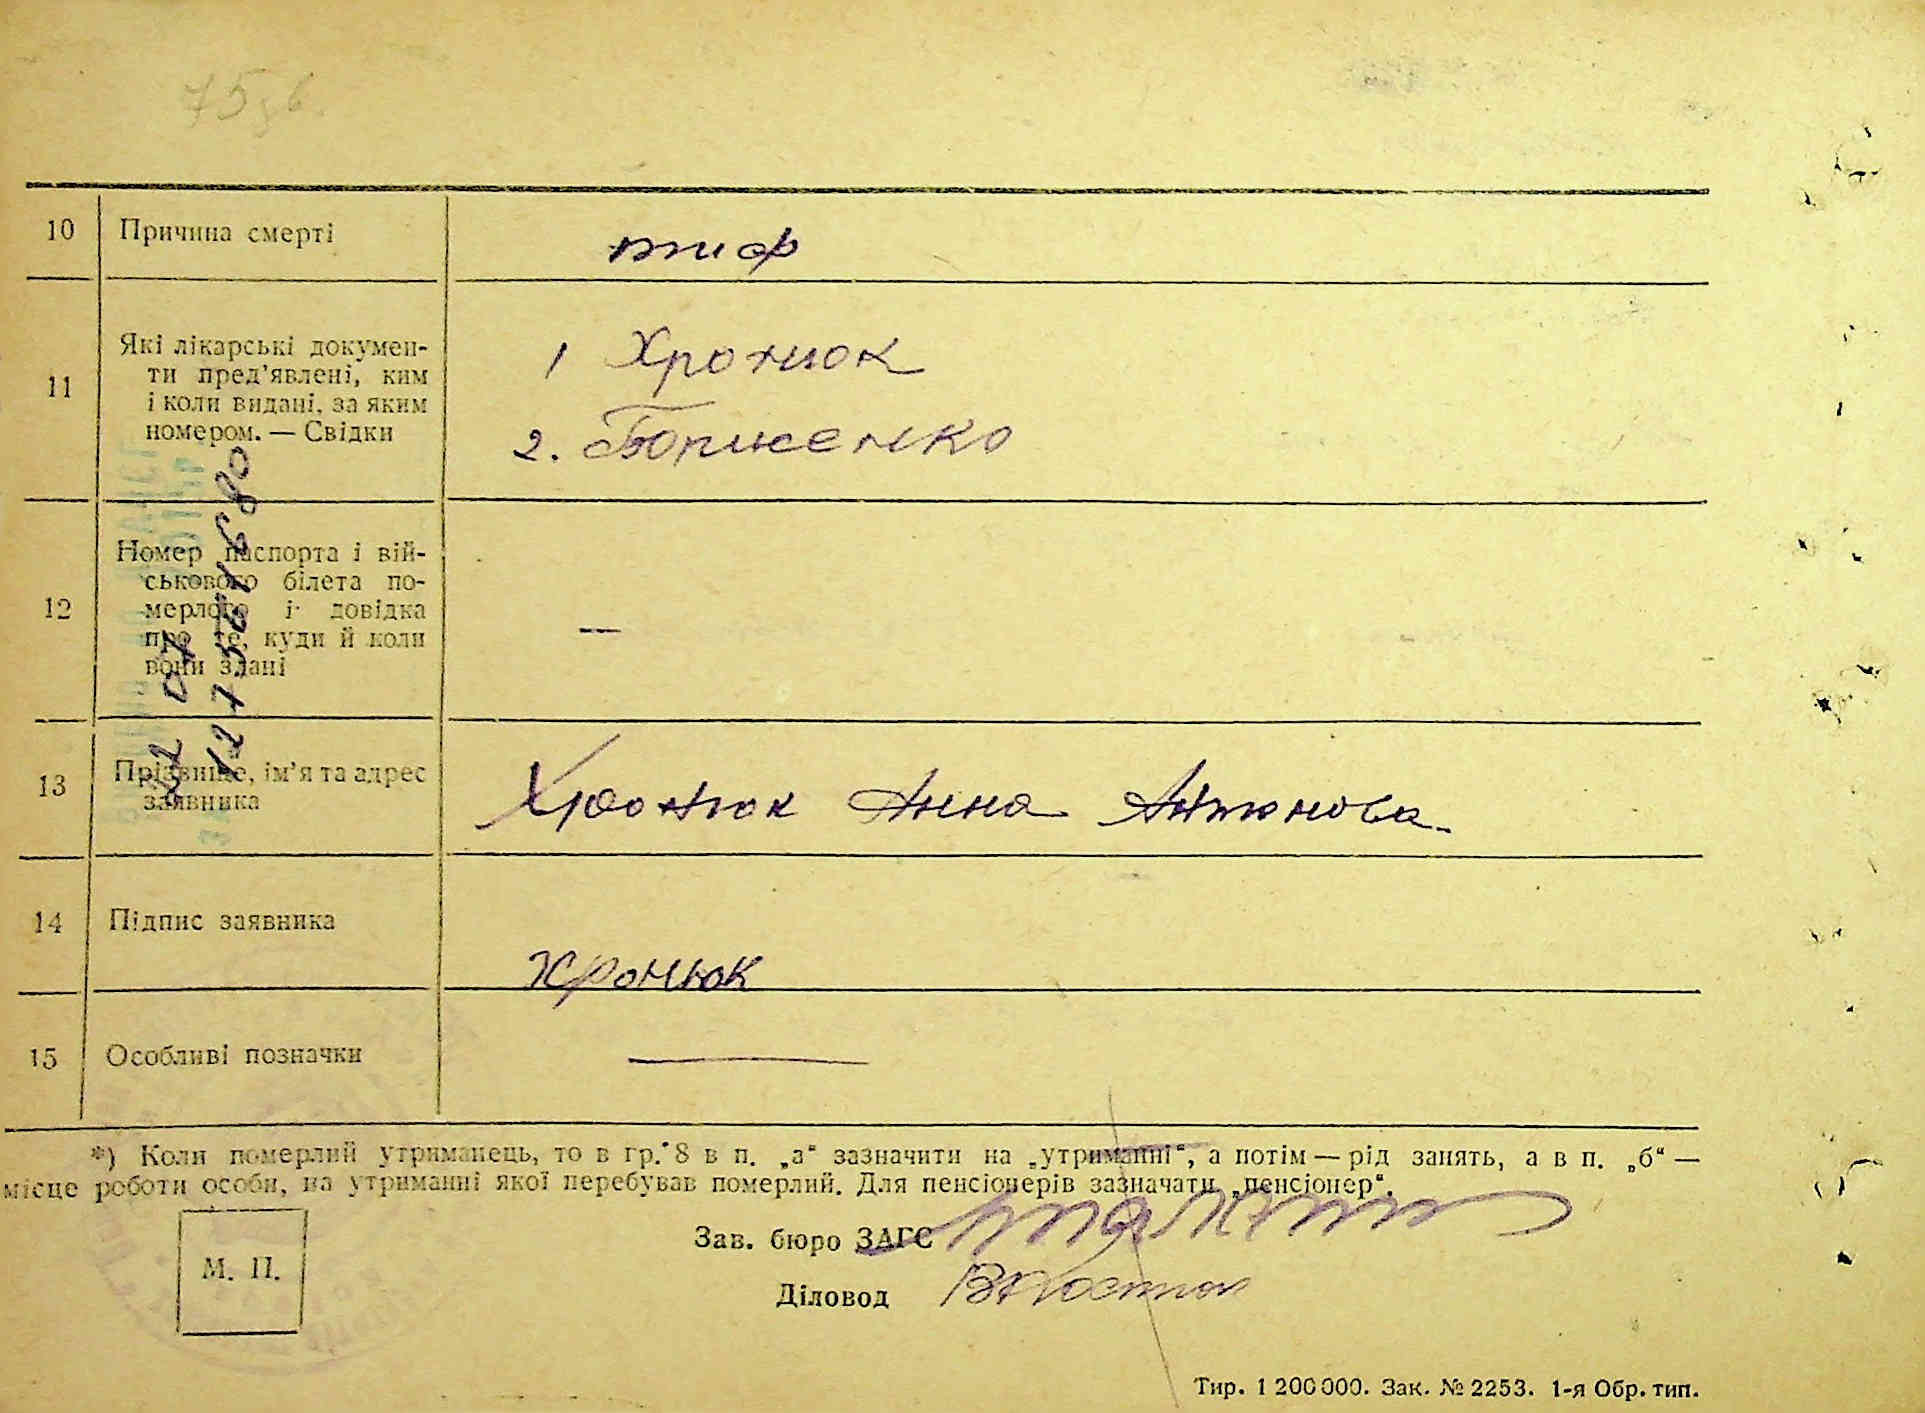 75зв.
10 Причина смерті тиф
11 Які лікарські докумен-
ти пред'явлені, ким
і коли видані, за яким
номером. — Свідки
1 Хронюк
2. Борисенко
12 Номер паспорта і вій-
ськового білета по-
мерлого і довідка
про те, куди й коли
вони здані
—
13 Прізвище, ім'я та адрес
заявника
Хронюк Анна Антонова
14 Підпис заявника
Хронюк
15 Особливі позначки
*) Коли померлий утриманець, то в гр. 8 в п. „а“ зазначити на „утриманні“, а потім — рід занять, а в п. „б“ —
місце роботи особи, на утриманні якої перебував померлий. Для пенсіонерів зазначати „пенсіонер“.
Зав. бюро ЗАГС
Діловод
М. П.
Тир. 1 200 000. Зак. № 2253. 1-я Обр. тип.